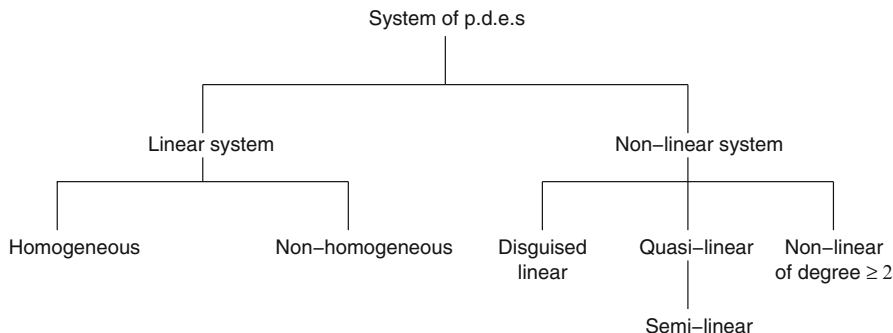 System of p.d.e.s
Linear system
Non−linear system
Homogeneous
Non−homogeneous
Disguised
linear
Quasi−linear
Non−linear
of degree ≥ 2
Semi−linear